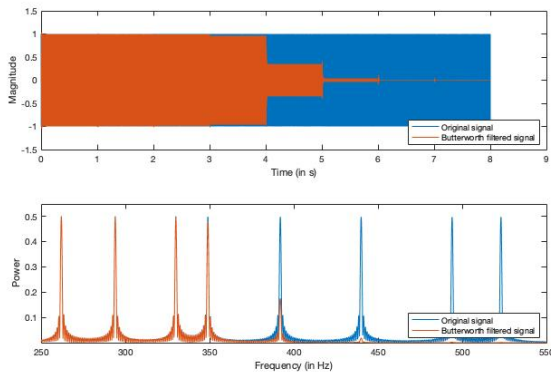 1.5
1
0.5
0
-0.5
-1
-1.5
Magnitude
0 1 2 3 4 5 6 7 8 9
Time (in s)
Original signal
Butterworth filtered signal
0.5
0.4
0.3
0.2
0.1
Power
250 300 350 400 450 500 550
Frequency (in Hz)
Original signal
Butterworth filtered signal